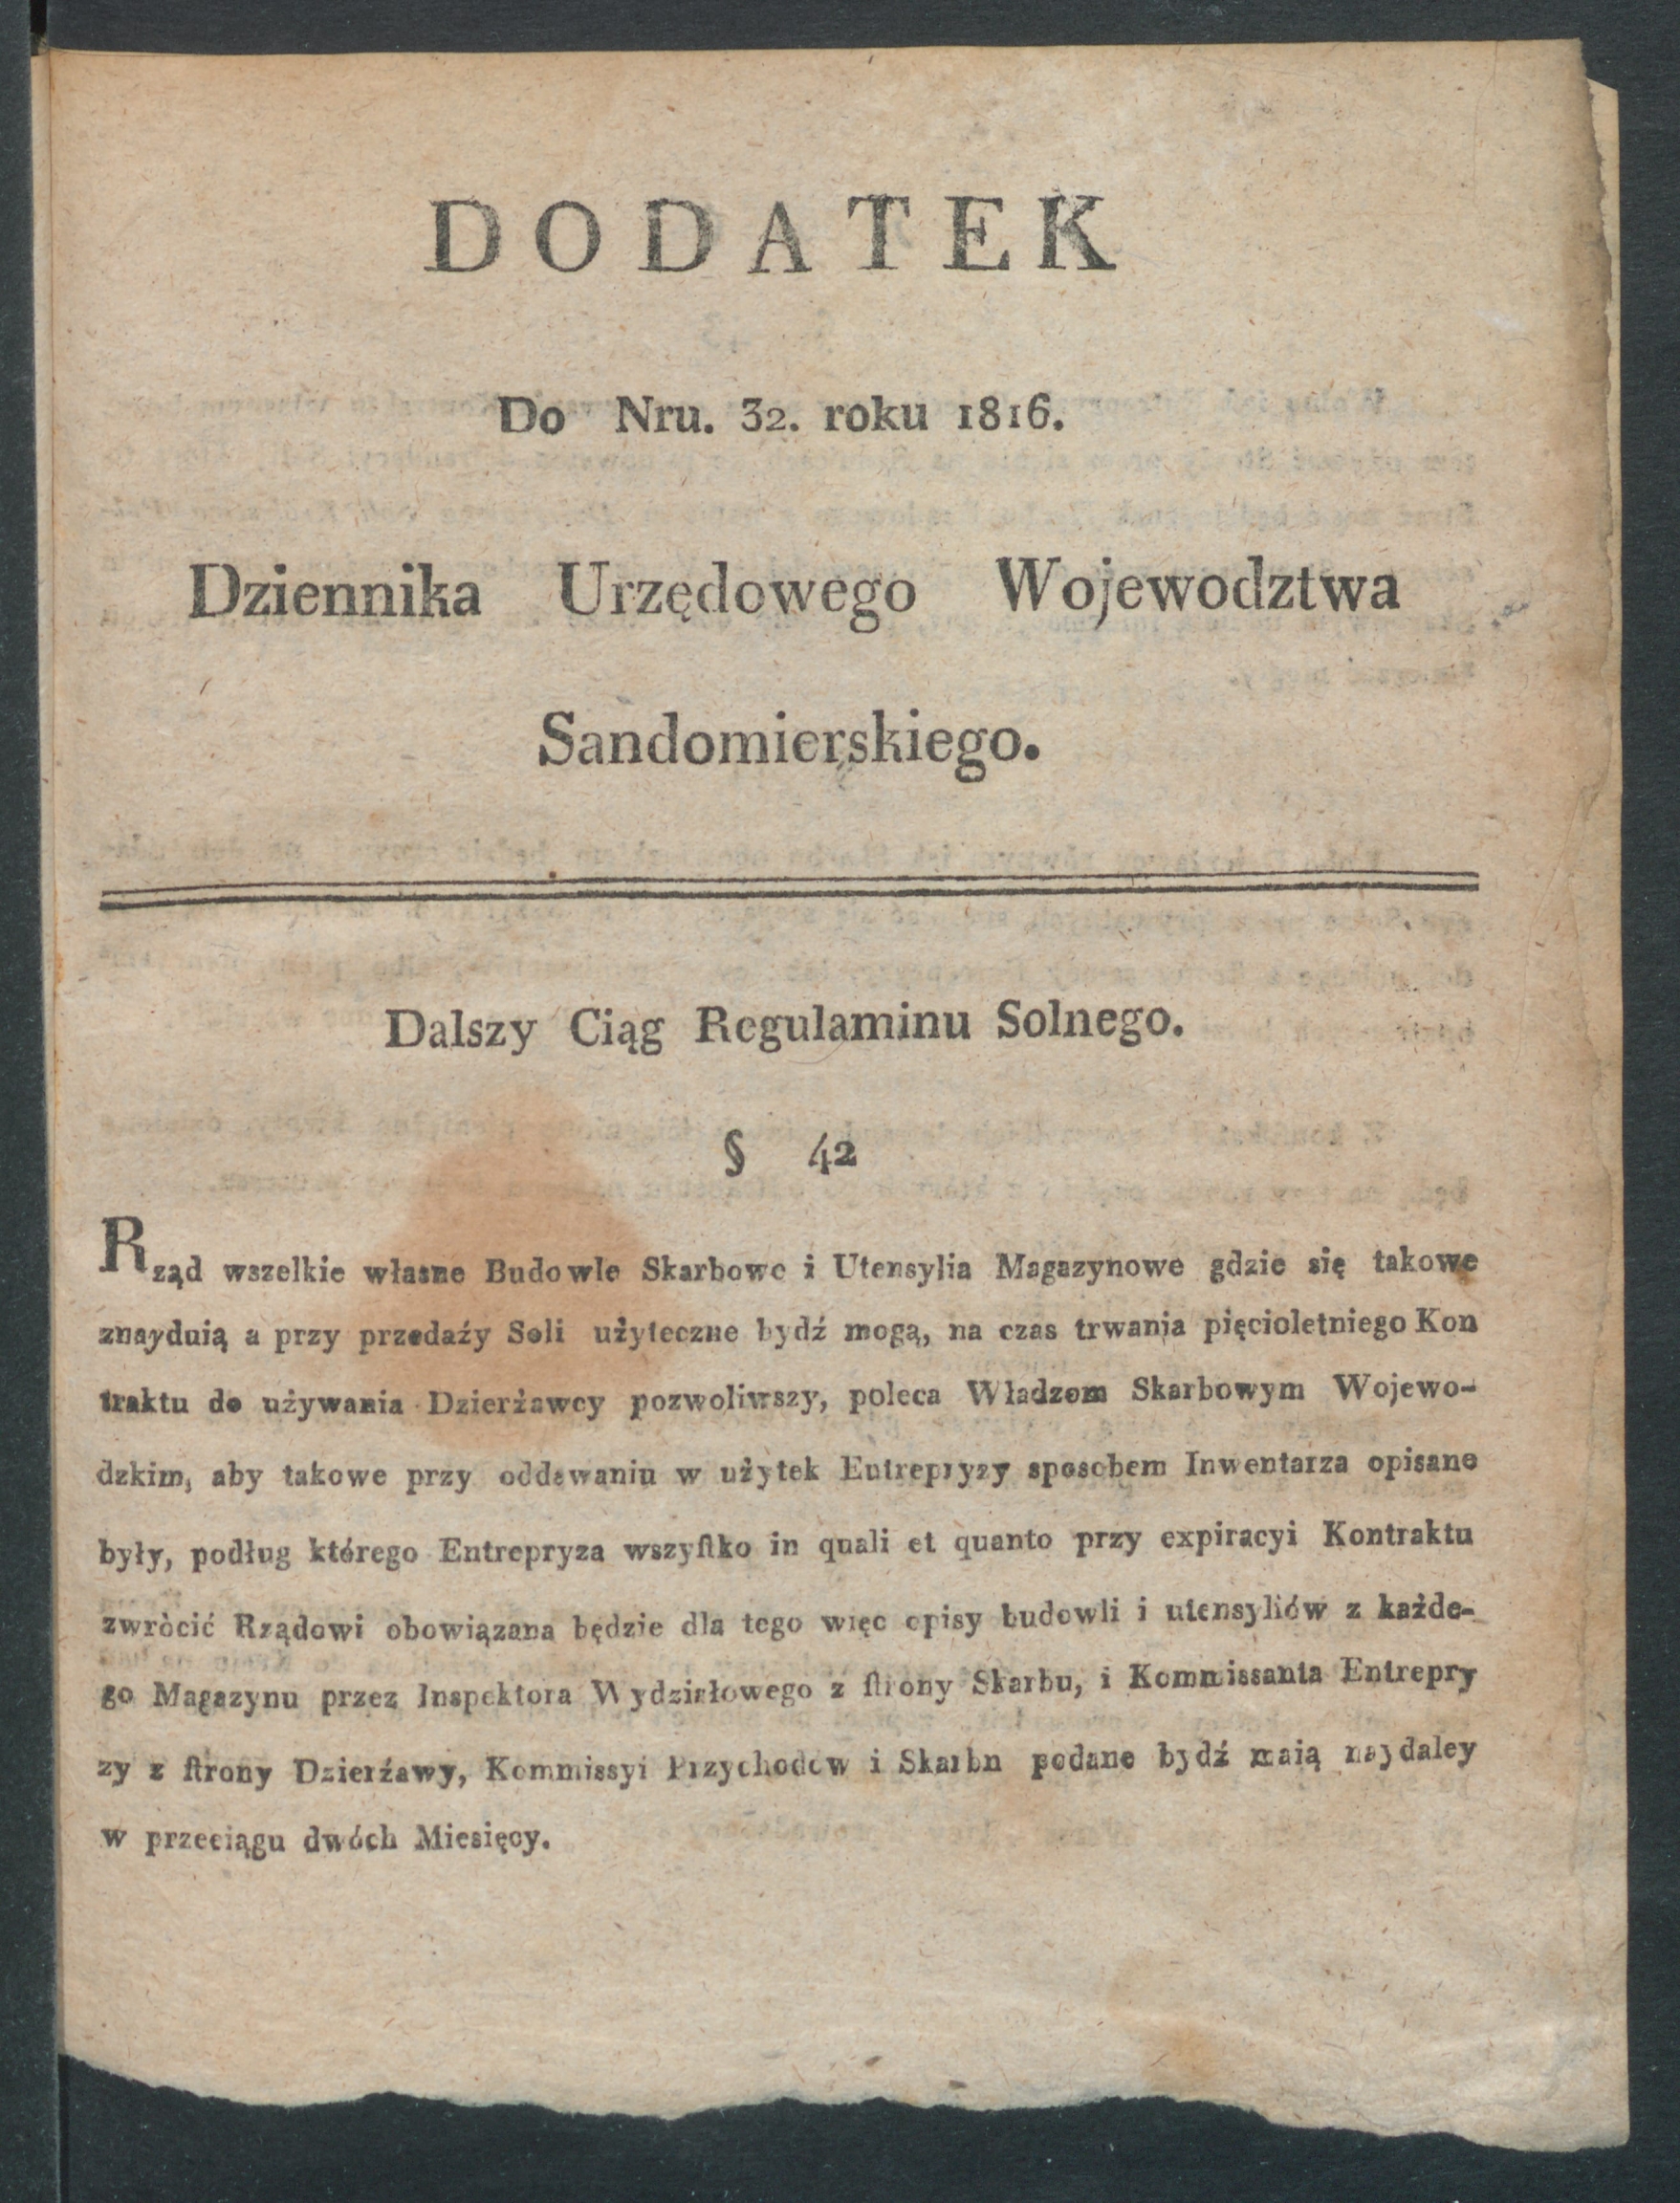 DODATEK
Do Nru. 32. roku 1816.
Dziennika Urzędowego Wojewodztwa
Sandomierskiego.
Dalszy Ciąg Regulaminu Solnego.
§ 42
Rząd wszelkie własne Budowle Skarbowe i Utensylia Magazynowe gdzie się takowe
znayduią a przy przedaży Soli użyteczne bydź mogą, na czas trwania pięcioletniego Kon
traktu do używania Dzierżawcy pozwoliwszy, poleca Władzom Skarbowym Wojewo-
dzkim, aby takowe przy oddawaniu w użytek Entrepryzy sposobem Inwentarza opisane
były, podług którego Entrepryza wszyſtko in quali et quanto przy expiracyi Kontraktu
zwròcić Rządowi obowiązana będzie dla tego więc opisy budowli i utensyliów z każde-
go Magazynu przez Inspektora Wydziałowego z ſtrony Skarbu, i Kommissanta Entrepry
zy z ſtrony Dzierźawy, Kommissyi Przychodow i Skarbn podane bydź maią naydaley
w przeciągu dwóch Miesięcy.